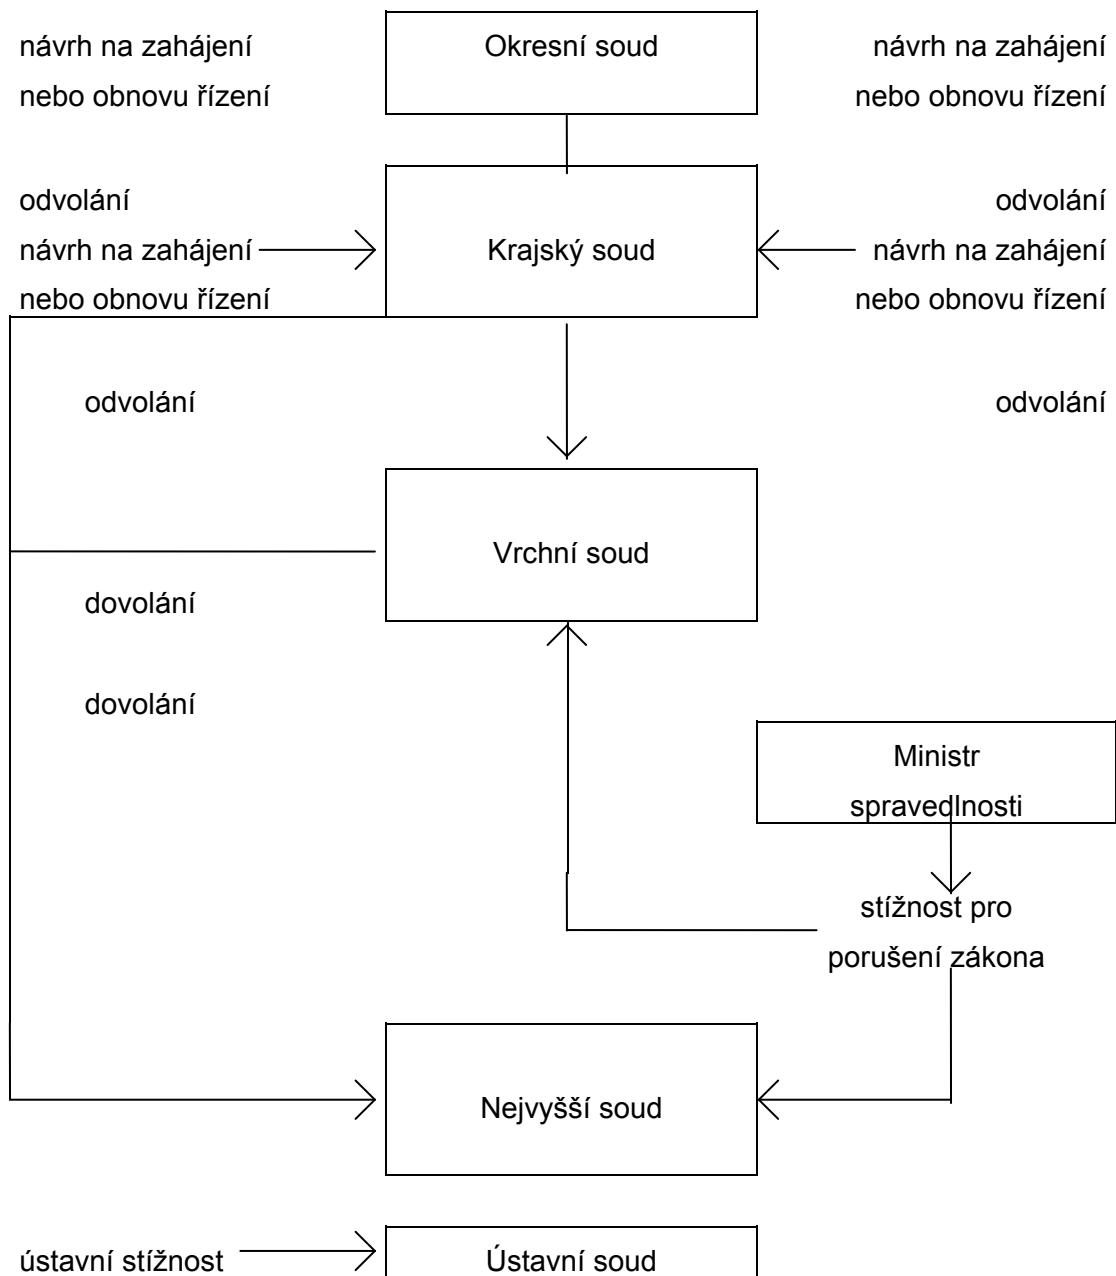 návrh na zahájení Okresní soud návrh na zahájení
nebo obnovu řízení nebo obnovu řízení
odvolání odvolání
návrh na zahájení Krajský soud návrh na zahájení
nebo obnovu řízení nebo obnovu řízení
odvolání odvolání
Vrchní soud
dovolání
dovolání
Ministr
spravedlnosti
stížnost pro
porušení zákona
Nejvyšší soud
ústavní stížnost Ústavní soud